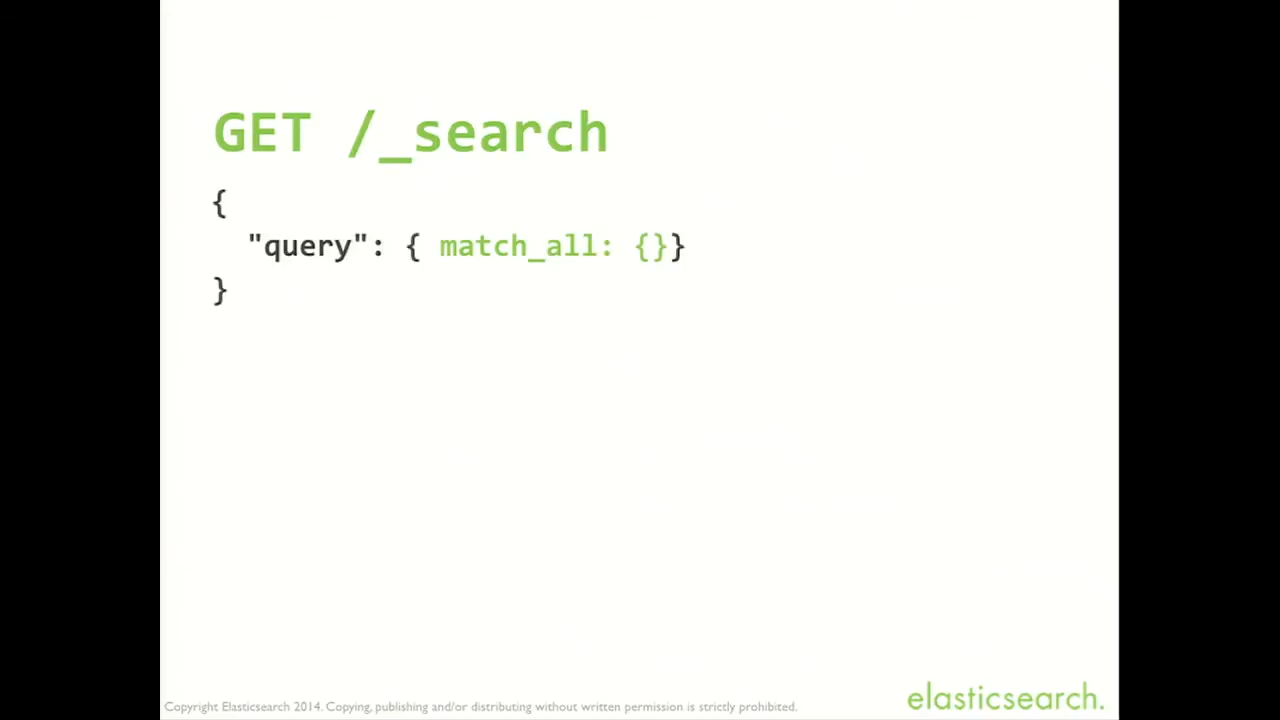 GET /_search
{
"query": { match_all: {}}
}
Copyright Elasticsearch 2014. Copying, publishing and/or distributing without written permission is strictly prohibited.
elasticsearch.